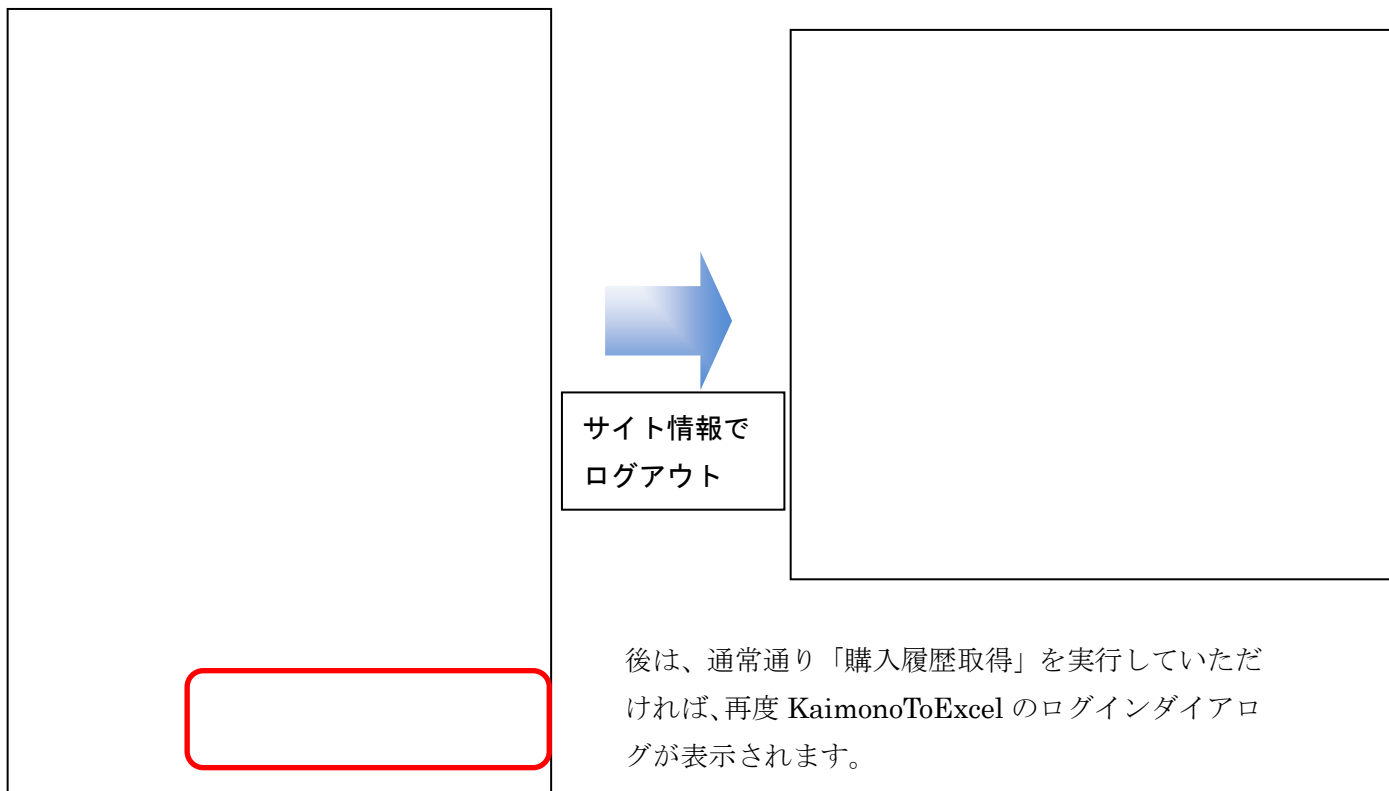 サイト情報で
ログアウト
後は、通常通り「購入履歴取得」を実行していただ
ければ、再度 KaimonoToExcel のログインダイアロ
グが表示されます。